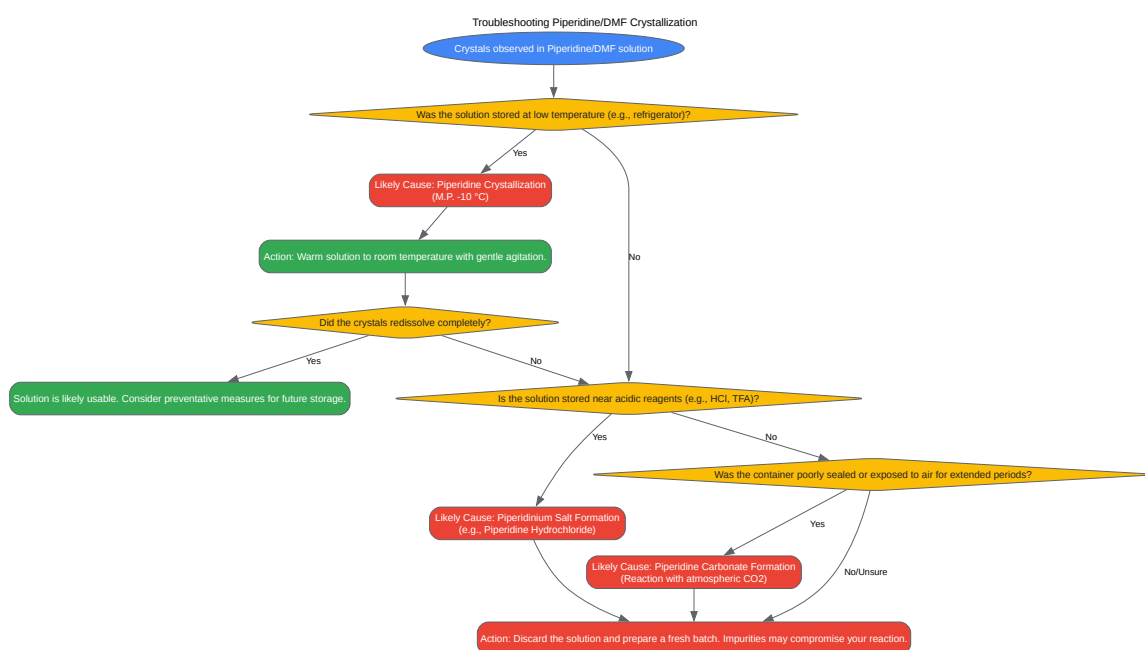 Troubleshooting Piperidine/DMF Crystallization
Crystals observed in Piperidine/DMF solution
Was the solution stored at low temperature (e.g., refrigerator)?
Yes
Likely Cause: Piperidine Crystallization
(M.P. -10 °C)
Action: Warm solution to room temperature with gentle agitation.
No
Did the crystals redissolve completely?
Yes
No
Solution is likely usable. Consider preventative measures for future storage.
Is the solution stored near acidic reagents (e.g., HCl, TFA)?
Yes
No
Was the container poorly sealed or exposed to air for extended periods?
Likely Cause: Piperidinium Salt Formation
(e.g., Piperidine Hydrochloride)
Yes
Likely Cause: Piperidine Carbonate Formation
(Reaction with atmospheric CO2)
No/Unsure
Action: Discard the solution and prepare a fresh batch. Impurities may compromise your reaction.